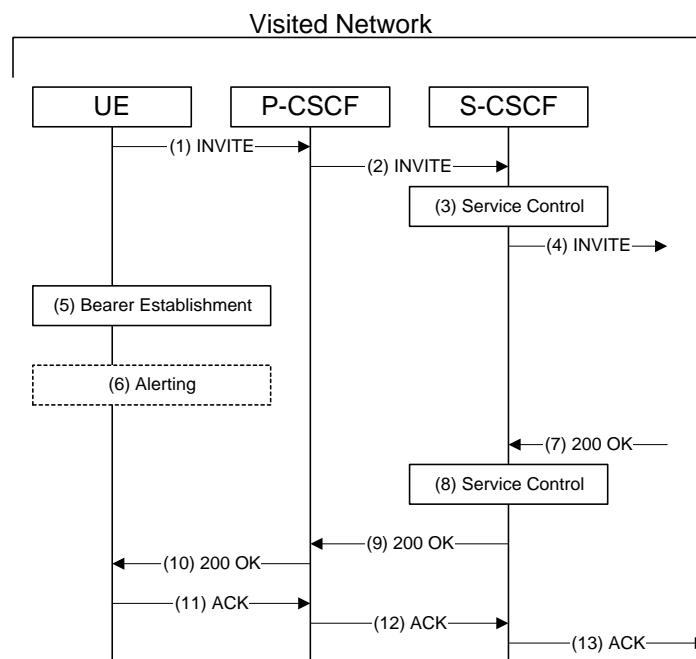 Visited Network
UE
P-CSCF
S-CSCF
(1) INVITE
(2) INVITE
(3) Service Control
(4) INVITE
(5) Bearer Establishment
(6) Alerting
(7) 200 OK
(8) Service Control
(9) 200 OK
(10) 200 OK
(11) ACK
(12) ACK
(13) ACK